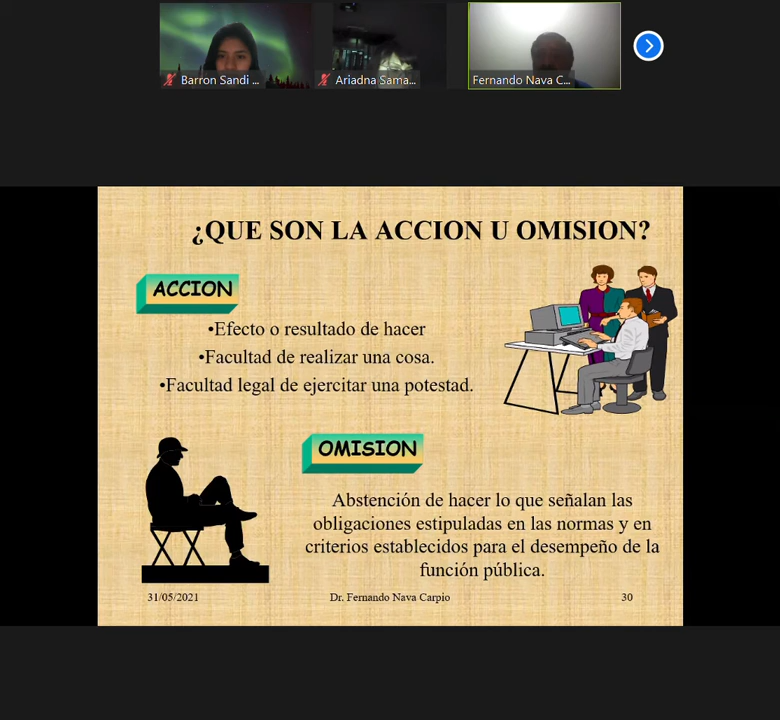 Barron Sandi ...
Ariadna Sama...
Fernando Nava C...
¿QUE SON LA ACCION U OMISION?
ACCION
•Efecto o resultado de hacer
•Facultad de realizar una cosa.
•Facultad legal de ejercitar una potestad.
OMISION
Abstención de hacer lo que señalan las
obligaciones estipuladas en las normas y en
criterios establecidos para el desempeño de la
función pública.
31/05/2021
Dr. Fernando Nava Carpio
30